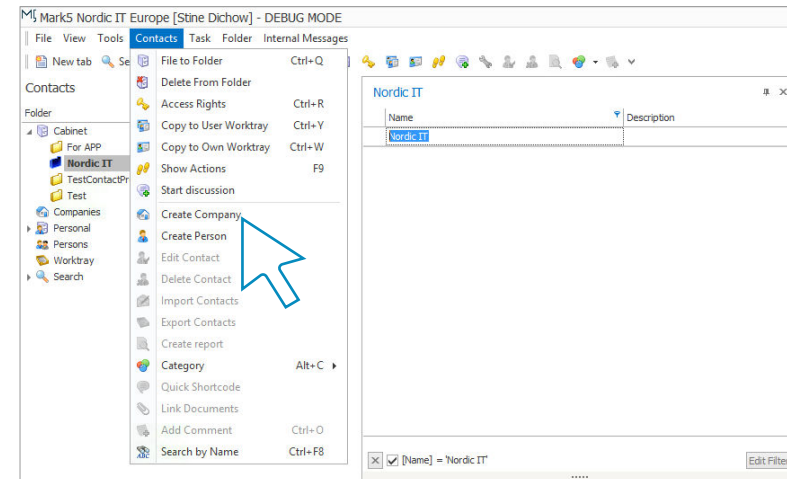 Mark5 Nordic IT Europe [Stine Dichow] - DEBUG MODE
File View Tools Contacts Task Folder Internal Messages
New tab Se
Contacts
Folder
Cabinet
For APP
Nordic IT
TestContactPr
Test
Companies
Personal
Persons
Worktray
Search
File to Folder Ctrl+Q
Delete From Folder
Access Rights Ctrl+R
Copy to User Worktray Ctrl+Y
Copy to Own Worktray Ctrl+W
Show Actions F9
Start discussion
Create Company
Create Person
Edit Contact
Delete Contact
Import Contacts
Export Contacts
Create report
Category Alt+C
Quick Shortcode
Link Documents
Add Comment Ctrl+O
Search by Name Ctrl+F8
Nordic IT
Name Description
Nordic IT
[Name] = 'Nordic IT'
Edit Filter